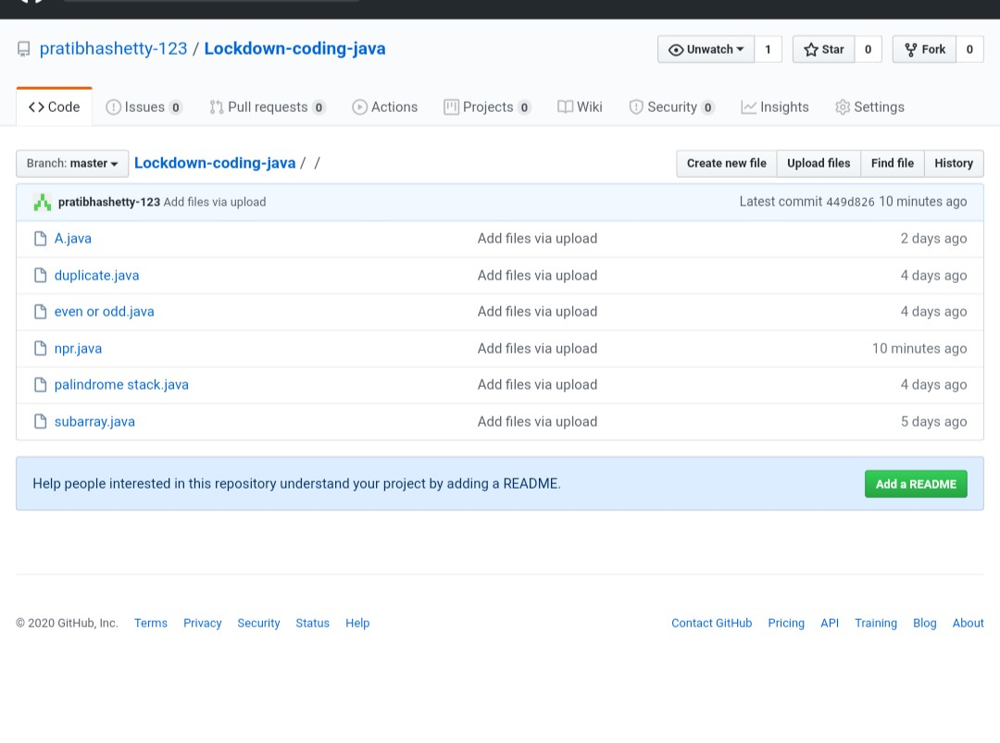 pratibhashetty-123 / Lockdown-coding-java Unwatch 1 Star 0 Fork 0
Code Issues 0 Pull requests 0 Actions Projects 0 Wiki Security 0 Insights Settings
Branch: master Lockdown-coding-java / / Create new file Upload files Find file History
pratibhashetty-123 Add files via upload Latest commit 449d826 10 minutes ago
A.java Add files via upload 2 days ago
duplicate.java Add files via upload 4 days ago
even or odd.java Add files via upload 4 days ago
npr.java Add files via upload 10 minutes ago
palindrome stack.java Add files via upload 4 days ago
subarray.java Add files via upload 5 days ago
Help people interested in this repository understand your project by adding a README. Add a README
© 2020 GitHub, Inc. Terms Privacy Security Status Help Contact GitHub Pricing API Training Blog About